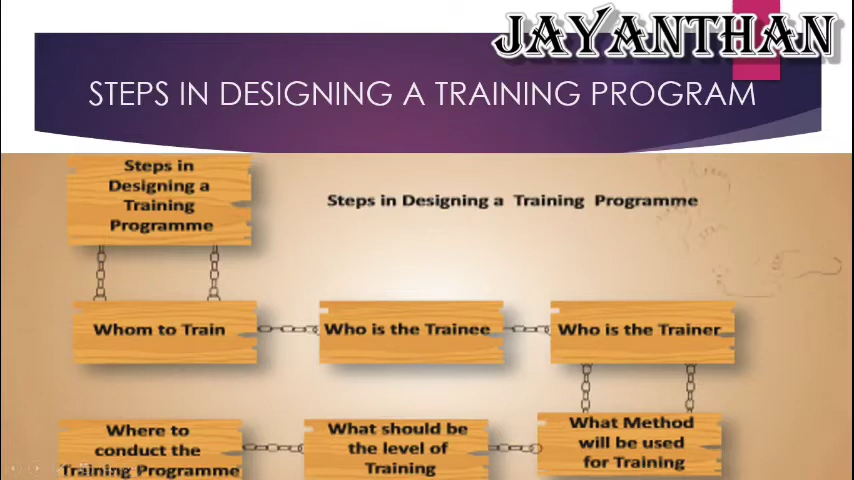 JAYANTHAN
STEPS IN DESIGNING A TRAINING PROGRAM
Steps in
Designing a
Training
Programme
Steps in Designing a Training Programme
Whom to Train
Who is the Trainee
Who is the Trainer
What Method
will be used
for Training
What should be
the level of
Training
Where to
conduct the
Training Programme